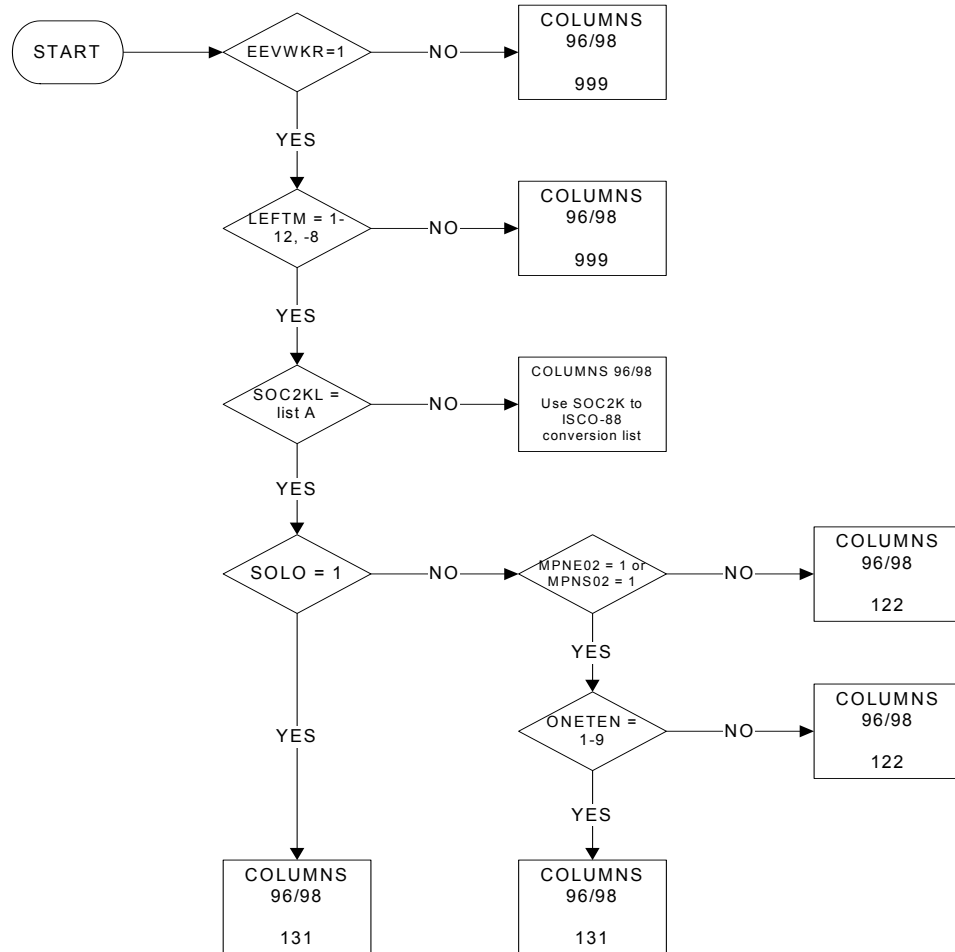 START
EEVWKR=1
NO
COLUMNS
96/98
999
YES
LEFTM = 1-
12, -8
NO
COLUMNS
96/98
999
YES
SOC2KL =
list A
NO
COLUMNS 96/98
Use SOC2K to
ISCO-88
conversion list
YES
SOLO = 1
NO
MPNE02 = 1 or
MPNS02 = 1
NO
COLUMNS
96/98
122
YES
YES
ONETEN =
1-9
NO
COLUMNS
96/98
122
YES
COLUMNS
96/98
131
COLUMNS
96/98
131